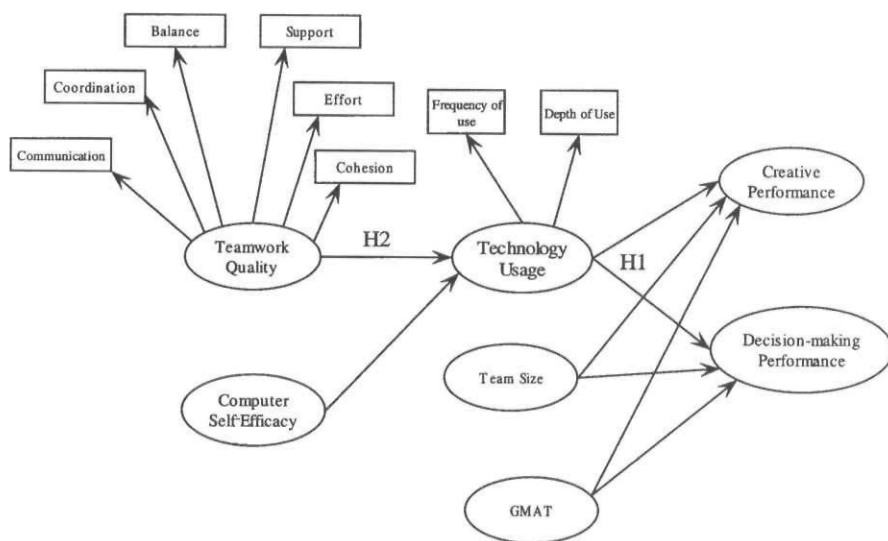 Balance
Support
Coordination
Effort
Frequency of
use
Depth of Use
Communication
Cohesion
Creative
Performance
Teamwork
Quality
H2
Technology
Usage
H1
Decision-making
Performance
Team Size
Computer
Self-Efficacy
GMAT